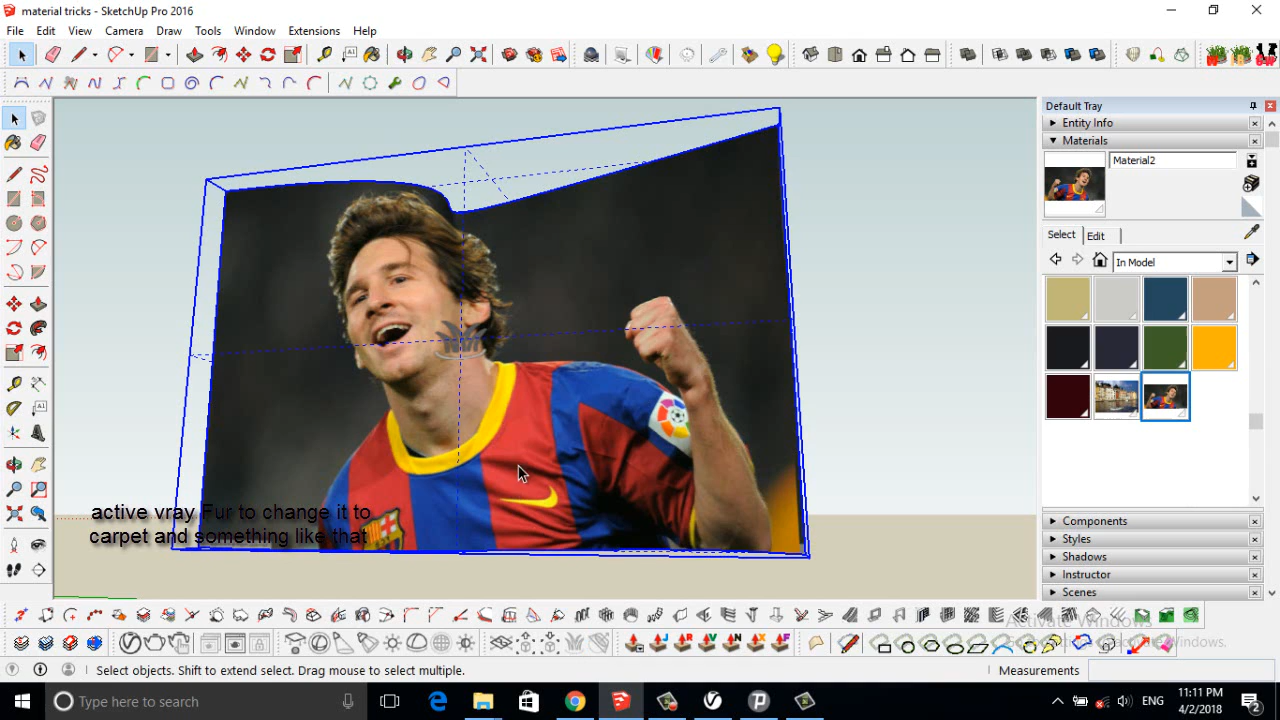 material tricks - SketchUp Pro 2016
File Edit View Camera Draw Tools Window Extensions Help
Default Tray
Entity Info
Materials
Material2
Select Edit
In Model
active vray Fur to change it to
carpet and something like that
Components
Styles
Shadows
Instructor
Scenes
Activate Windows
Select objects. Shift to extend select. Drag mouse to select multiple.
Measurements
Type here to search
ENG
11:11 PM
4/2/2018